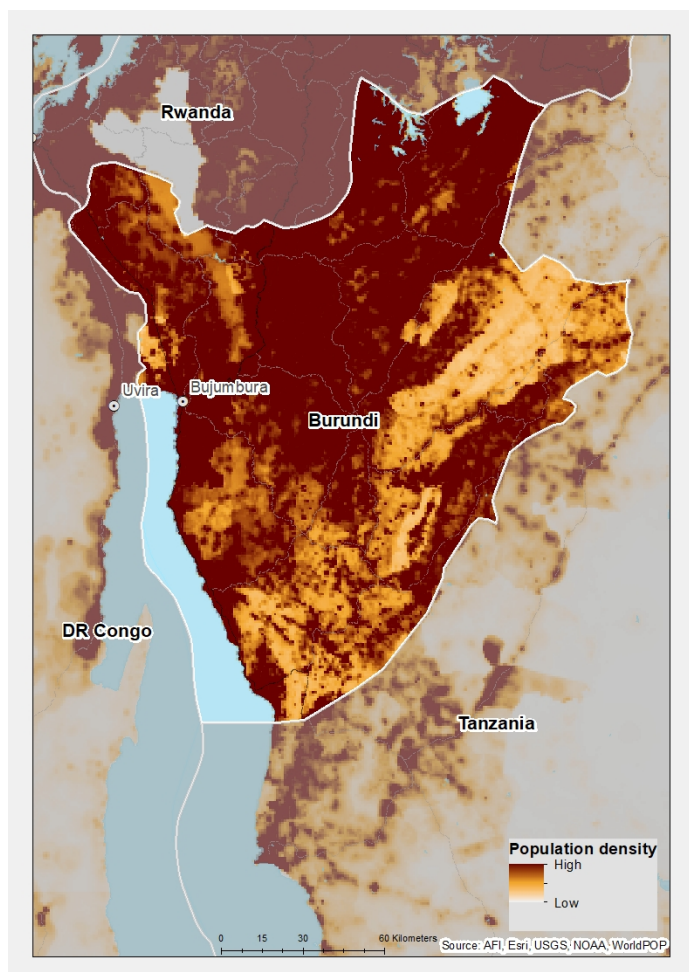 Rwanda
Uvira
Bujumbura
Burundi
DR Congo
Tanzania
Population density
High
Low
0 15 30 60 Kilometers
Source: AFI, Esri, USGS, NOAA, WorldPOP